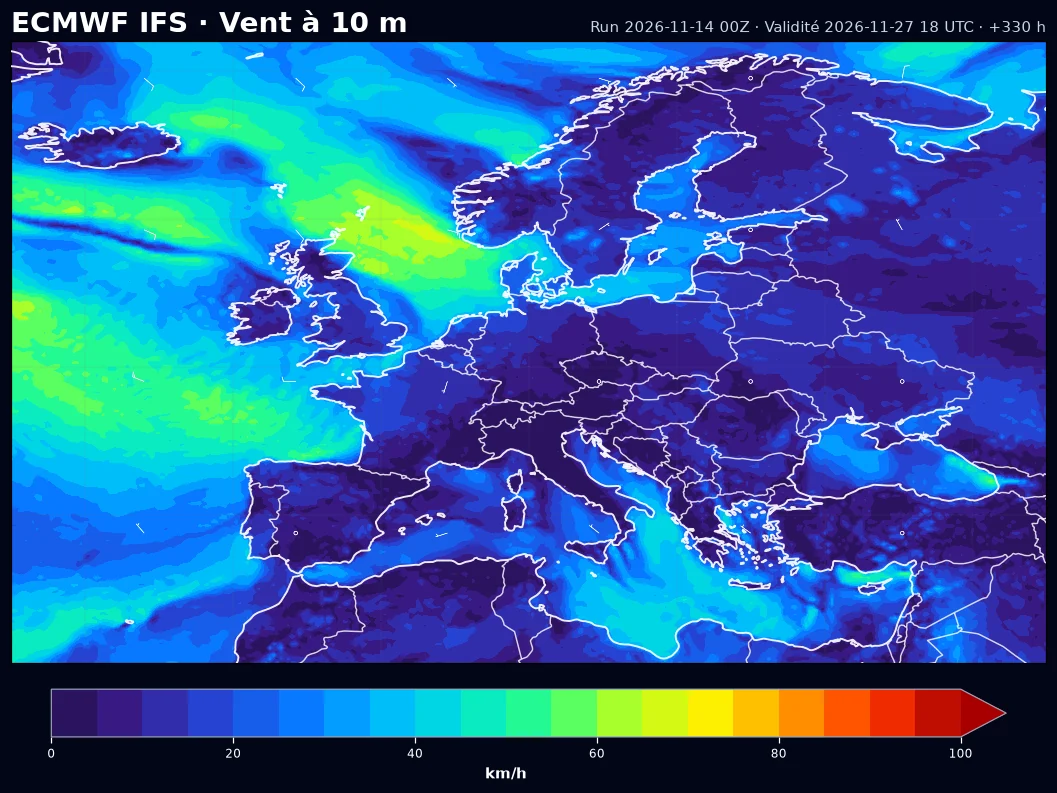 ECMWF IFS · Vent à 10 m
Run 2026-11-14 00Z · Validité 2026-11-27 18 UTC · +330 h
0 20 40 60 80 100
km/h